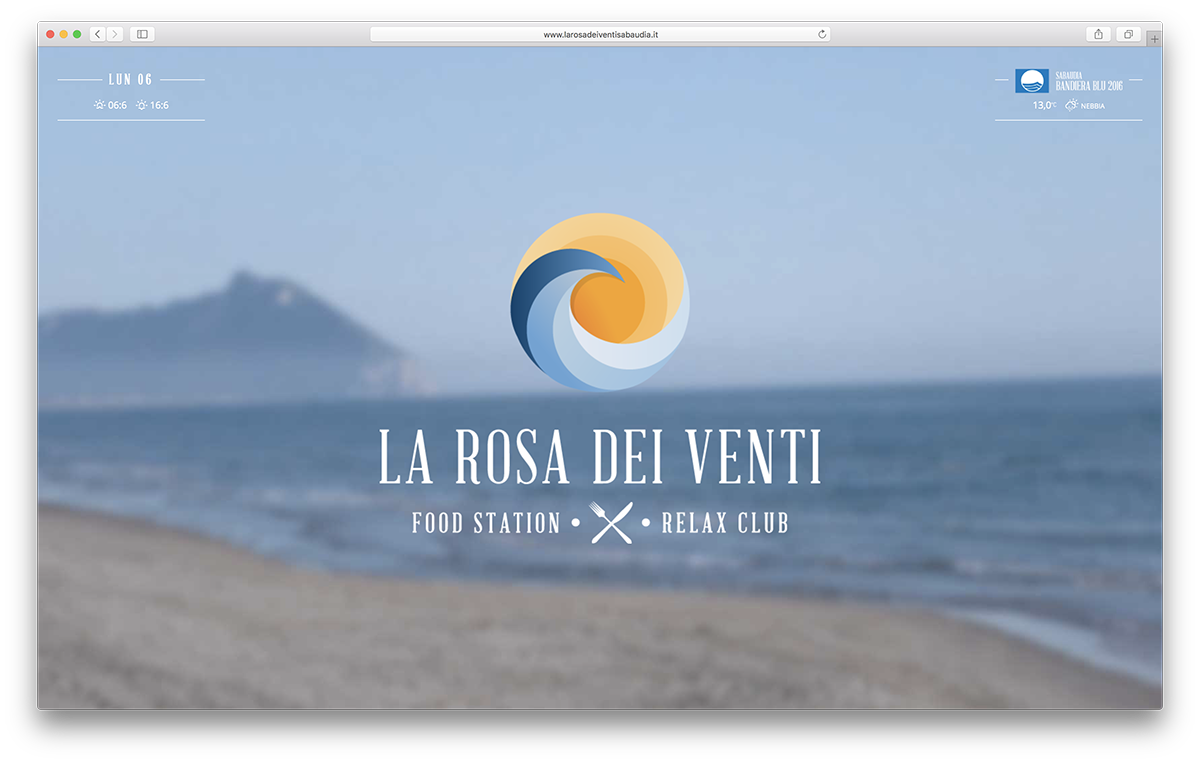 www.larosadeiventisabaudia.it
LUN 06
06:6 16:6
SABAUDIA
BANDIERA BLU 2016
13,0°C NEBBIA
LA ROSA DEI VENTI
FOOD STATION • • RELAX CLUB